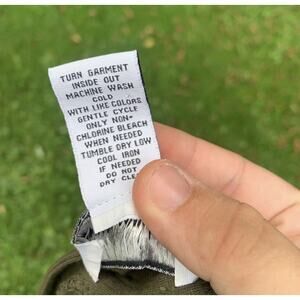 TURN GARMENT
INSIDE OUT
MACHINE WASH
COLD
WITH LIKE COLORS
GENTLE CYCLE
ONLY NON-
CHLORINE BLEACH
WHEN NEEDED
TUMBLE DRY LOW
COOL IRON
IF NEEDED
DO NOT
DRY CLE